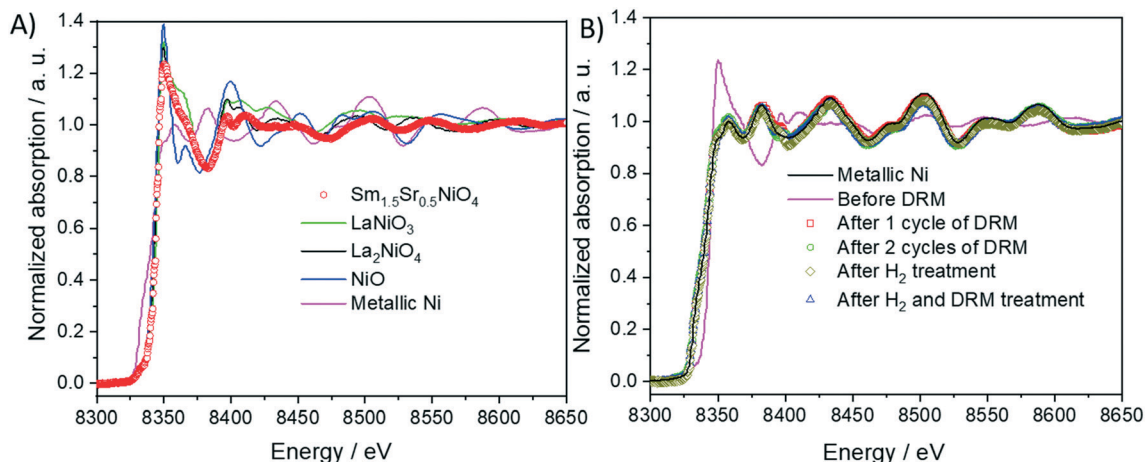 A)
1.4
1.2
1.0
0.8
0.6
0.4
0.2
0.0
Normalized absorption / a. u.
Sm1.5Sr0.5NiO4
LaNiO3
La2NiO4
NiO
Metallic Ni
8300 8350 8400 8450 8500 8550 8600 8650
Energy / eV
B)
1.4
1.2
1.0
0.8
0.6
0.4
0.2
0.0
Normalized absorption / a. u.
Metallic Ni
Before DRM
After 1 cycle of DRM
After 2 cycles of DRM
After H2 treatment
After H2 and DRM treatment
8300 8350 8400 8450 8500 8550 8600 8650
Energy / eV